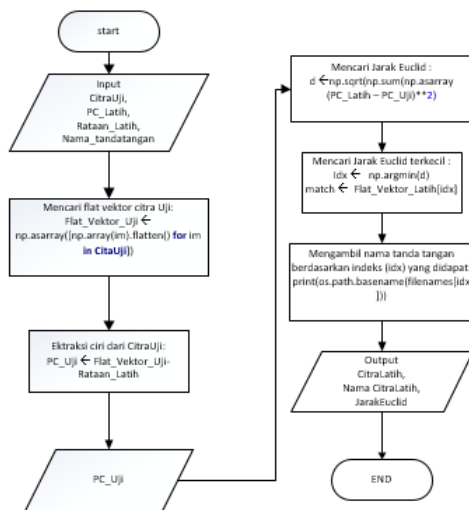 start
Input
CitraUji,
PC_Latih,
Rataan_Latih,
Nama_tandatangan
Mencari flat vektor citra Uji:
Flat_Vektor_Uji ←
np.asarray([np.array(im).flatten() for im
in CitaUji])
Ektraksi ciri dari CitraUji:
PC_Uji ← Flat_Vektor_Uji-
Rataan_Latih
PC_Uji
Mencari Jarak Euclid :
d ←np.sqrt(np.sum(np.asarray
(PC_Latih – PC_Uji)**2)
Mencari Jarak Euclid terkecil :
Idx ← np.argmin(d)
match ← Flat_Vektor_Latih[idx]
Mengambil nama tanda tangan
berdasarkan indeks (idx) yang didapat
print(os.path.basename(filenames[idx
]))
Output
CitraLatih,
Nama CitraLatih,
JarakEuclid
END